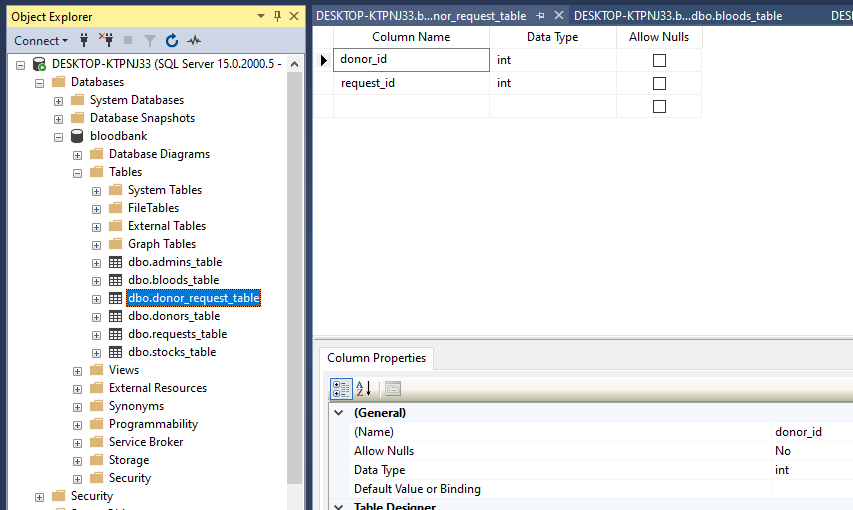 Object Explorer
Connect
DESKTOP-KTPNJ33 (SQL Server 15.0.2000.5 -
Databases
System Databases
Database Snapshots
bloodbank
Database Diagrams
Tables
System Tables
FileTables
External Tables
Graph Tables
dbo.admins_table
dbo.bloods_table
dbo.donor_request_table
dbo.donors_table
dbo.requests_table
dbo.stocks_table
Views
External Resources
Synonyms
Programmability
Service Broker
Storage
Security
Security
DESKTOP-KTPNJ33.b...nor_request_table
DESKTOP-KTPNJ33.b...dbo.bloods_table
DESK
Column Name Data Type Allow Nulls
donor_id int
request_id int
Column Properties
A Z
(General)
(Name) donor_id
Allow Nulls No
Data Type int
Default Value or Binding
Table Designer